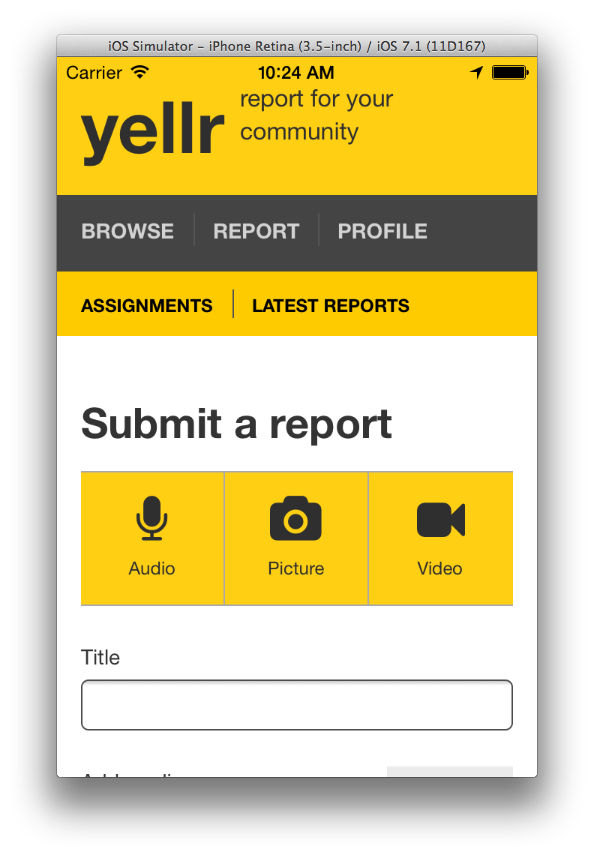 iOS Simulator – iPhone Retina (3.5-inch) / iOS 7.1 (11D167)
Carrier 10:24 AM
yellr
report for your
community
BROWSE REPORT PROFILE
ASSIGNMENTS LATEST REPORTS
Submit a report
Audio Picture Video
Title